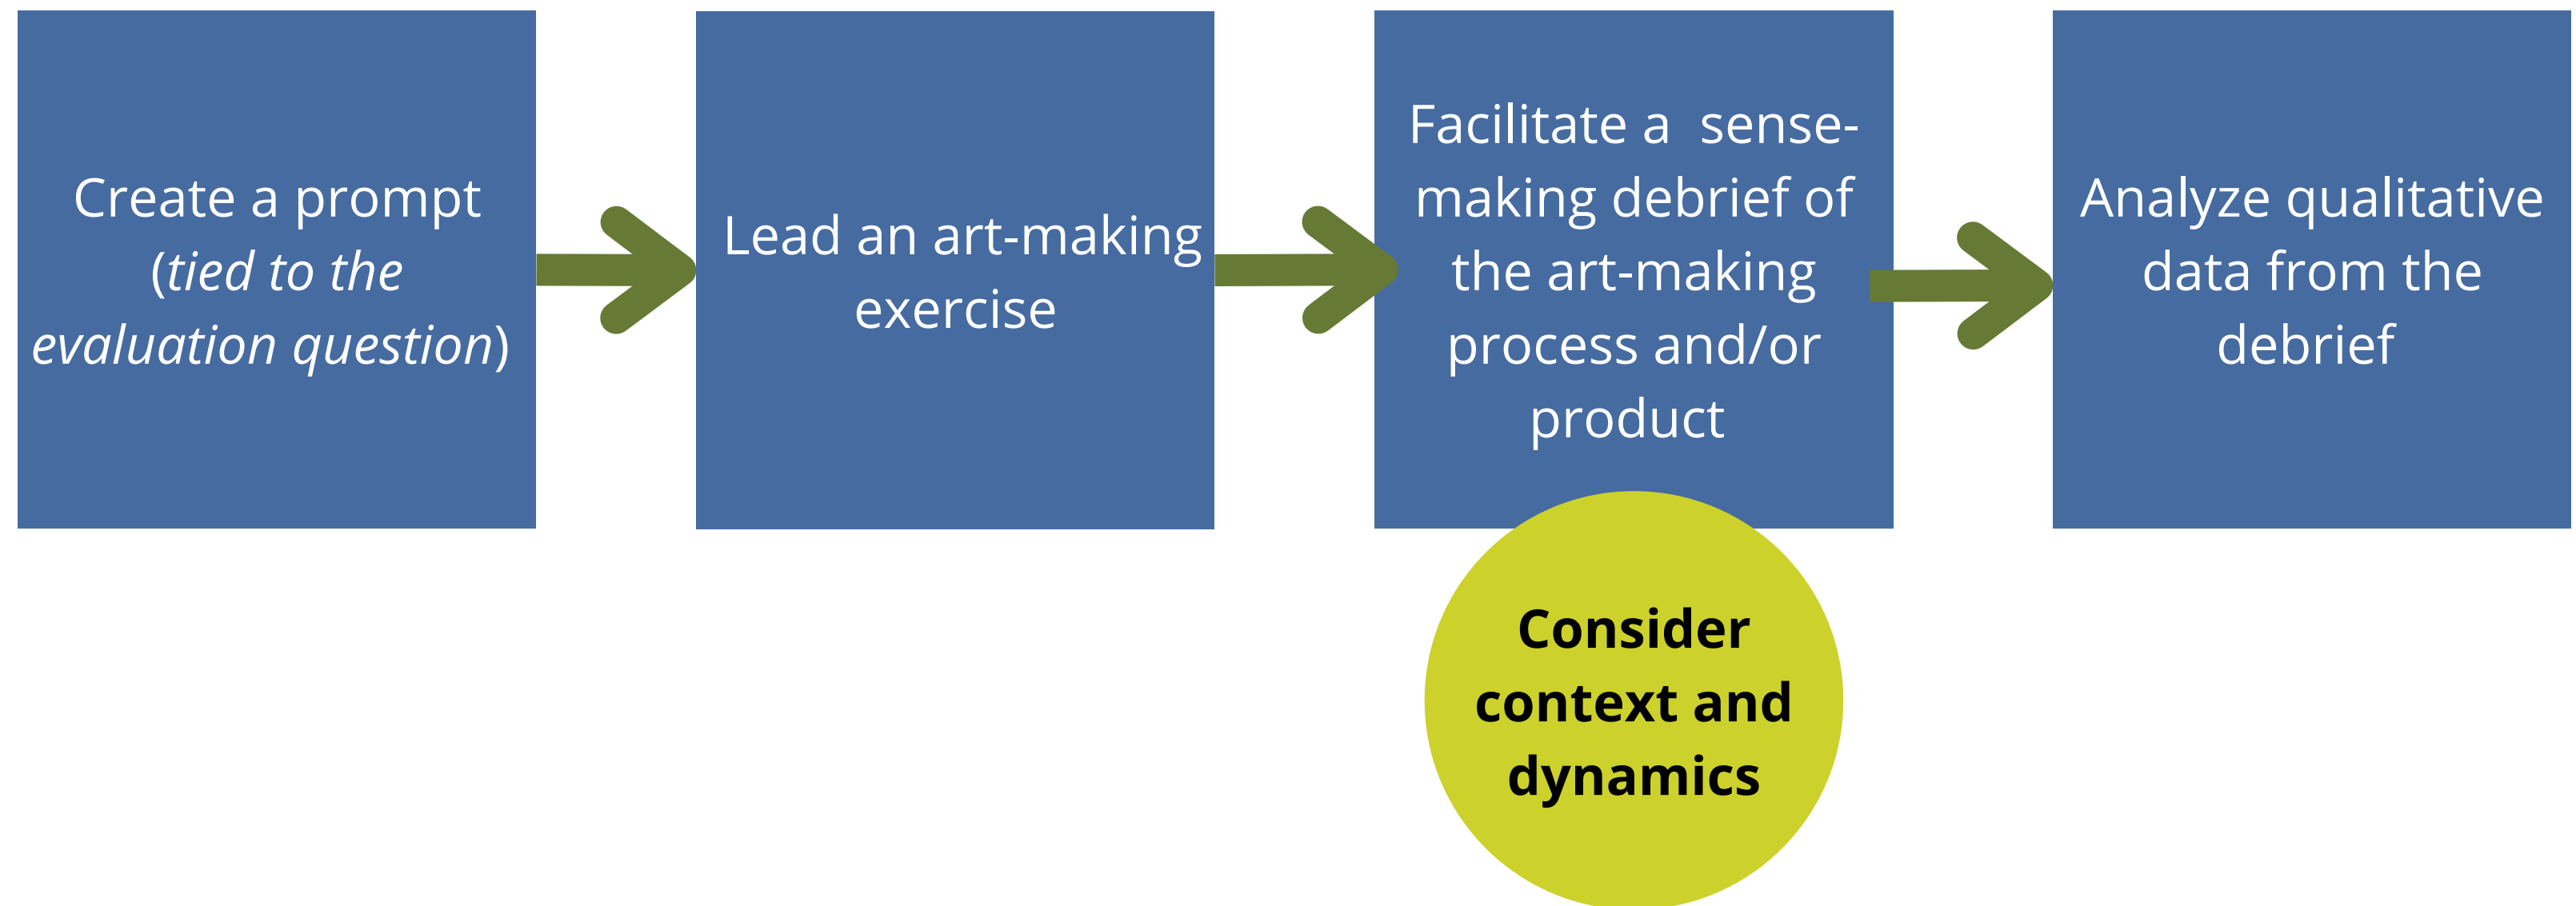 Create a prompt
(tied to the
evaluation question)
Lead an art-making
exercise
Facilitate a  sense-
making debrief of
the art-making
process and/or
product
Analyze qualitative
data from the
debrief
Consider
context and
dynamics